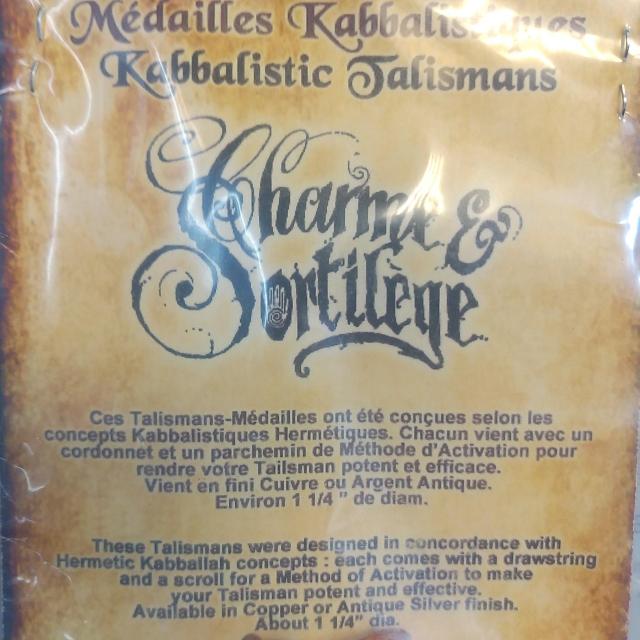 Médailles Kabbalistiques
Kabbalistic Talismans
Charme &
Sortilège
Ces Talismans-Médailles ont été conçues selon les
concepts Kabbalistiques Hermétiques. Chacun vient avec un
cordonnet et un parchemin de Méthode d'Activation pour
rendre votre Tailsman potent et efficace.
Vient en fini Cuivre ou Argent Antique.
Environ 1 1/4 " de diam.
These Talismans were designed in concordance with
Hermetic Kabballah concepts : each comes with a drawstring
and a scroll for a Method of Activation to make
your Talisman potent and effective.
Available in Copper or Antique Silver finish.
About 1 1/4" dia.